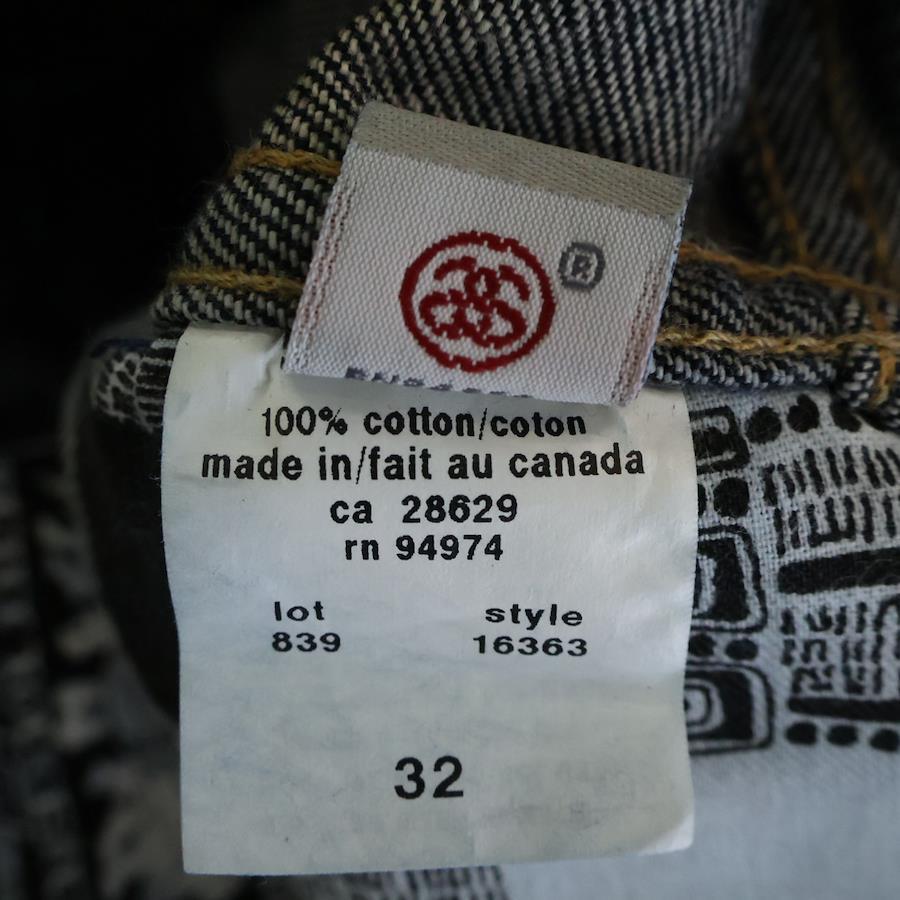 ®
100% cotton/coton
made in/fait au canada
ca 28629
rn 94974
lot style
839 16363
32